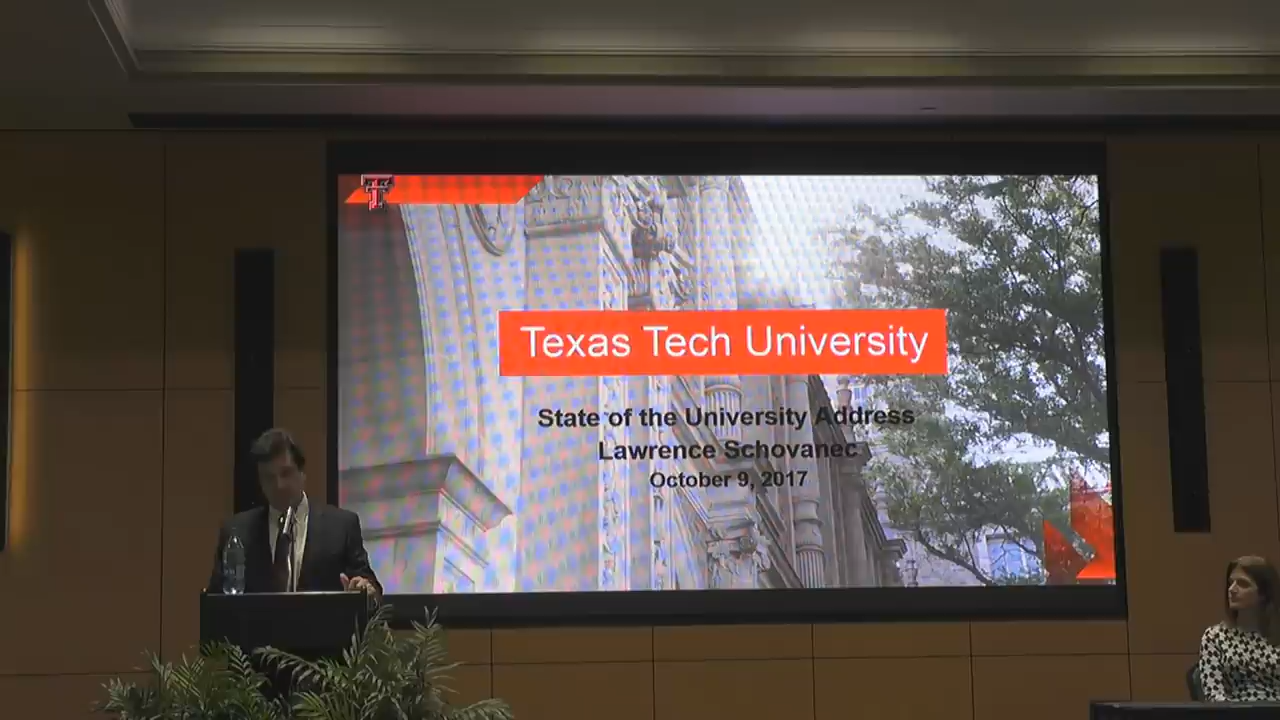 Texas Tech University
State of the University Address
Lawrence Schovanec
October 9, 2017